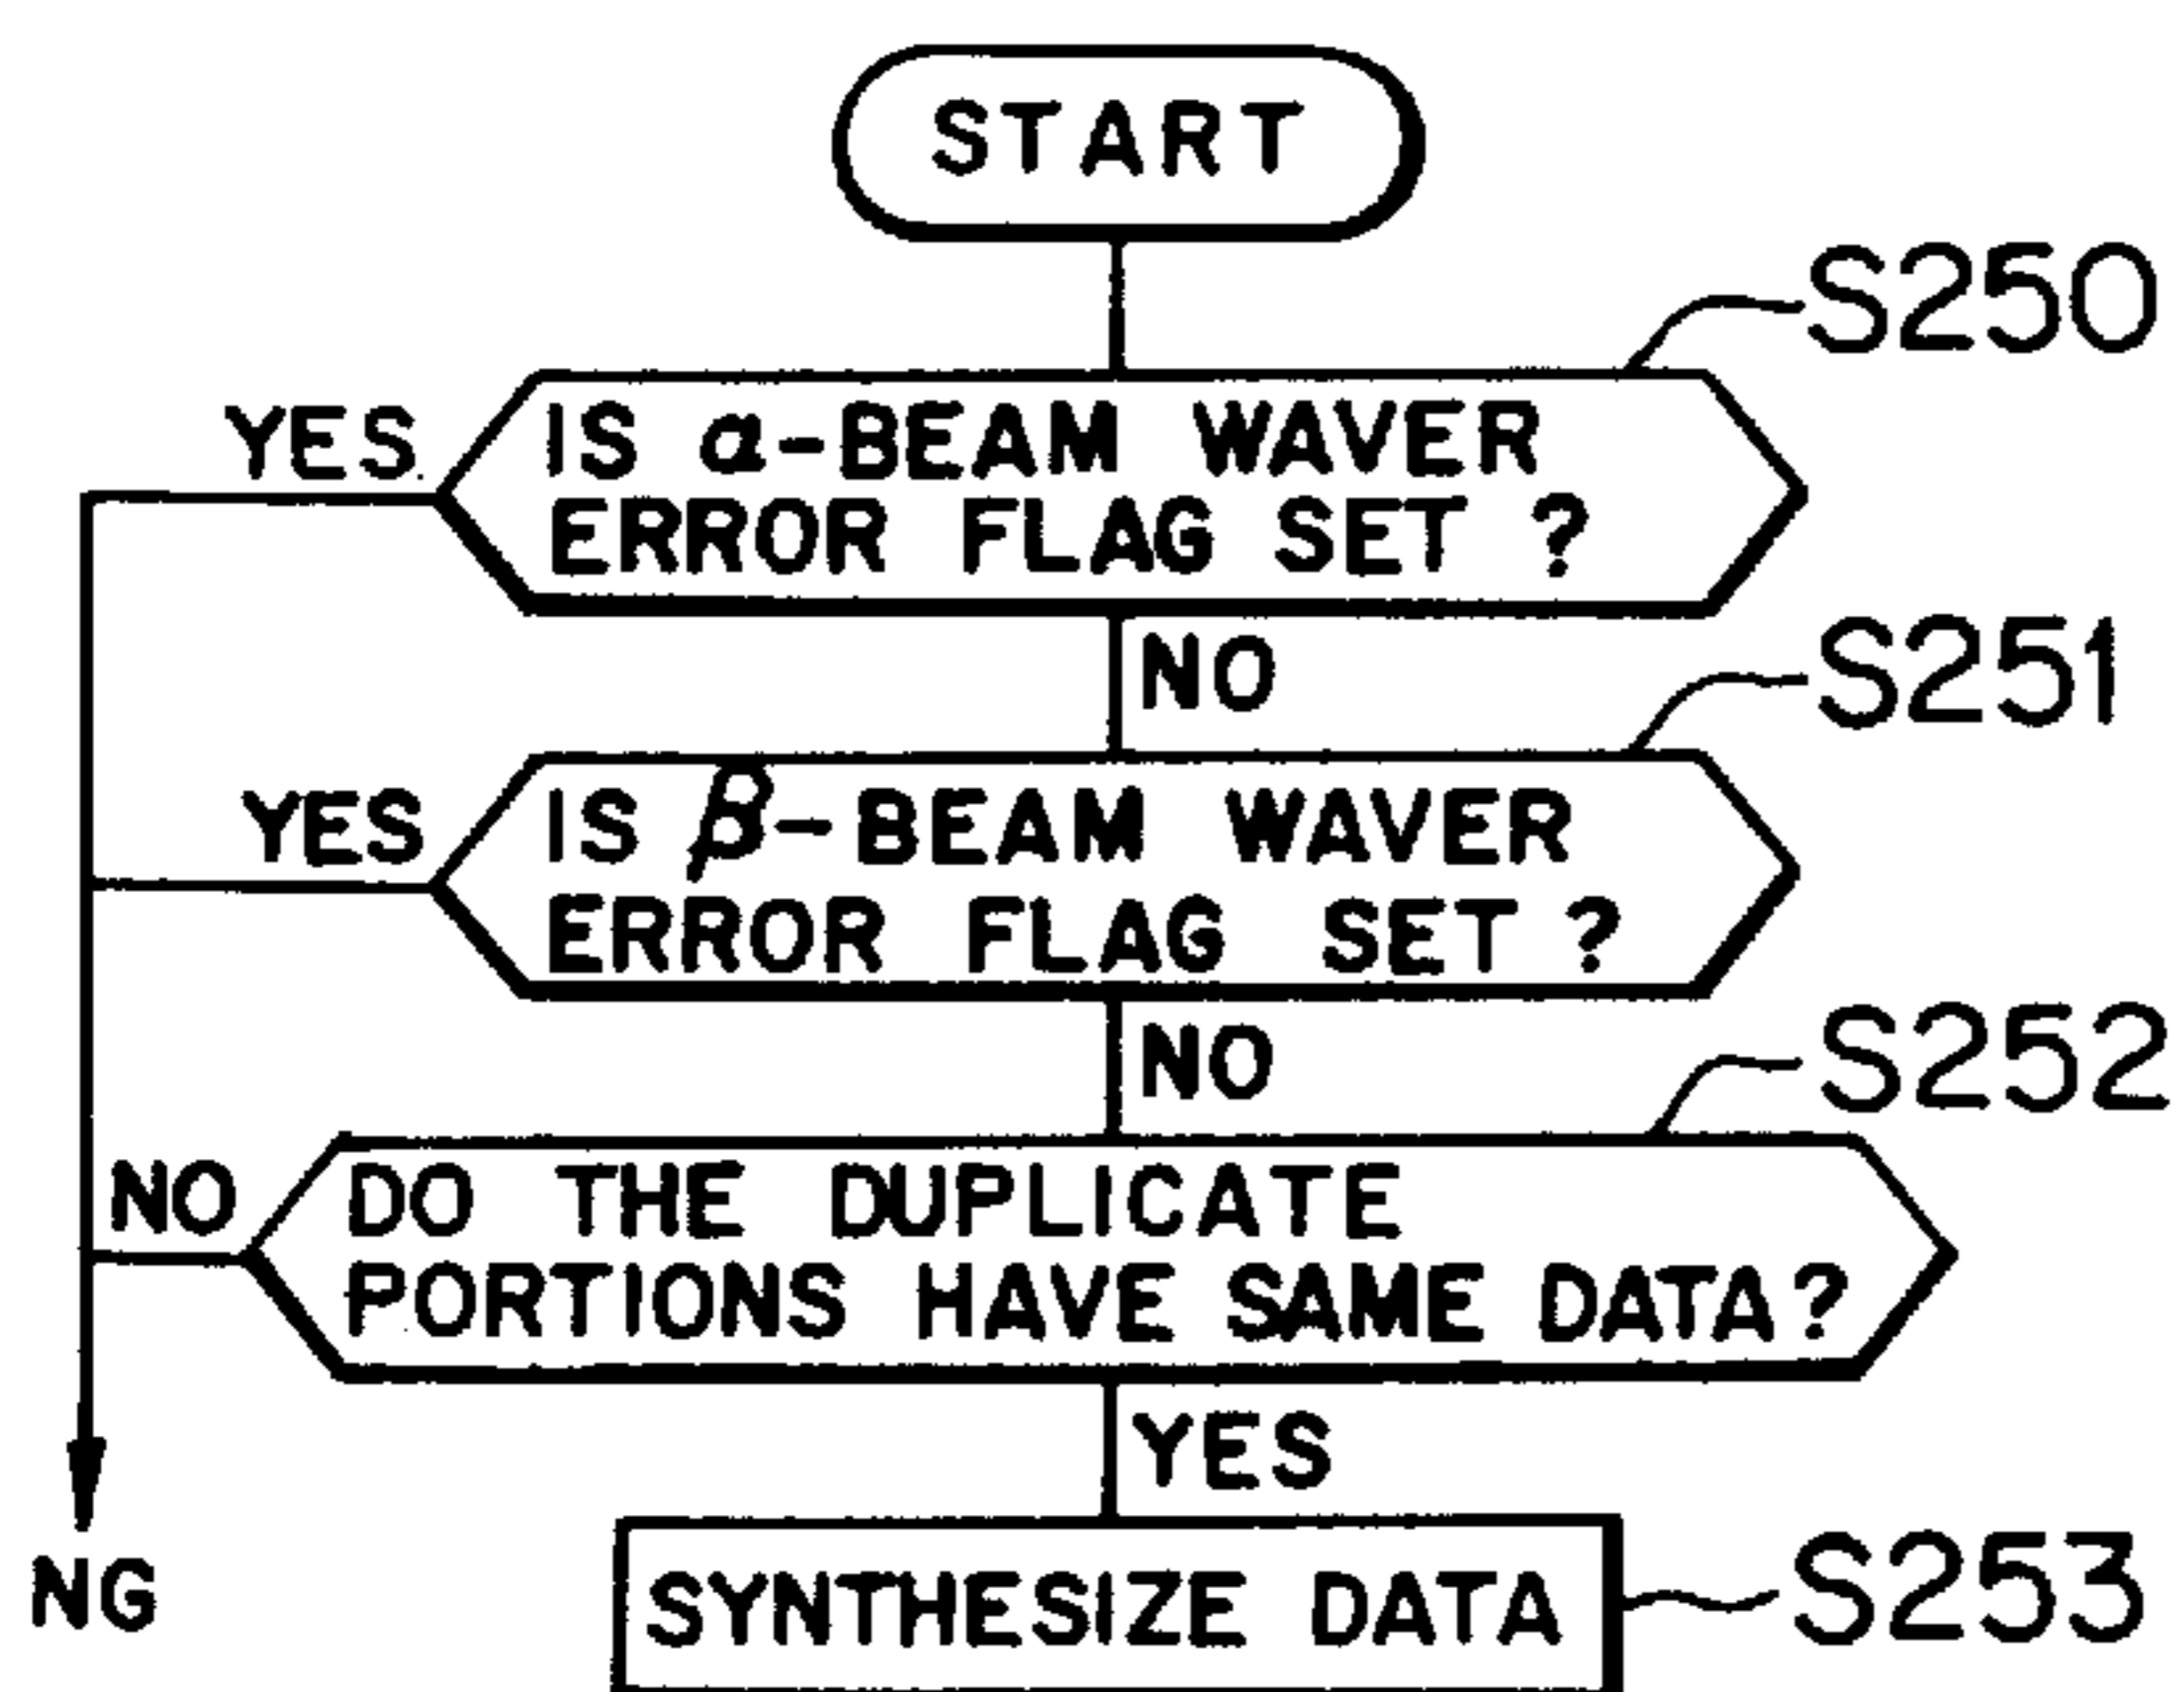 START
S250
YES.
IS α-BEAM WAVER
ERROR FLAG SET ?
NO
S251
YES
IS β-BEAM WAVER
ERROR FLAG SET ?
NO
S252
NO
DO THE DUPLICATE
PORTIONS HAVE SAME DATA?
YES
NG
SYNTHESIZE DATA
S253